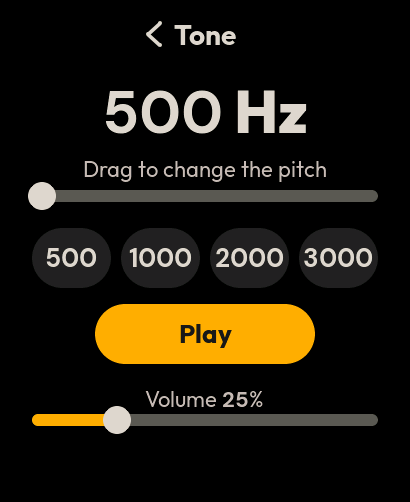 Tone
500 Hz
Drag to change the pitch
500 1000 2000 3000
Play
Volume 25%